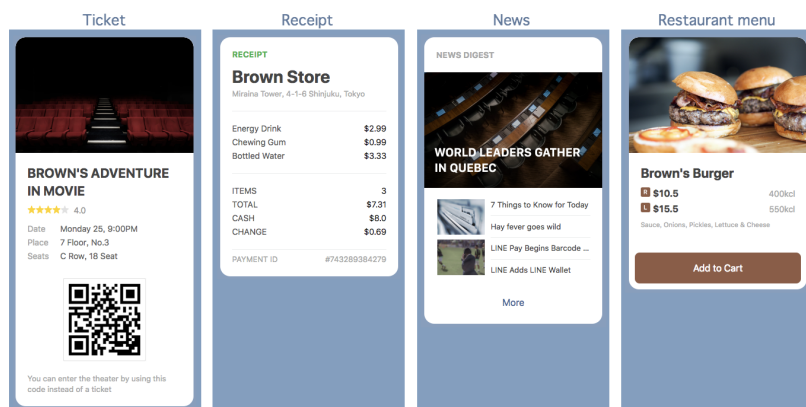 Ticket
BROWN'S ADVENTURE
IN MOVIE
4.0
Date Monday 25, 9:00PM
Place 7 Floor, No.3
Seats C Row, 18 Seat
You can enter the theater by using this
code instead of a ticket
Receipt
RECEIPT
Brown Store
Miraina Tower, 4-1-6 Shinjuku, Tokyo
Energy Drink $2.99
Chewing Gum $0.99
Bottled Water $3.33
ITEMS 3
TOTAL $7.31
CASH $8.0
CHANGE $0.69
PAYMENT ID #743289384279
News
NEWS DIGEST
WORLD LEADERS GATHER
IN QUEBEC
7 Things to Know for Today
Hay fever goes wild
LINE Pay Begins Barcode ...
LINE Adds LINE Wallet
More
Restaurant menu
Brown's Burger
R $10.5 400kcl
L $15.5 550kcl
Sauce, Onions, Pickles, Lettuce & Cheese
Add to Cart